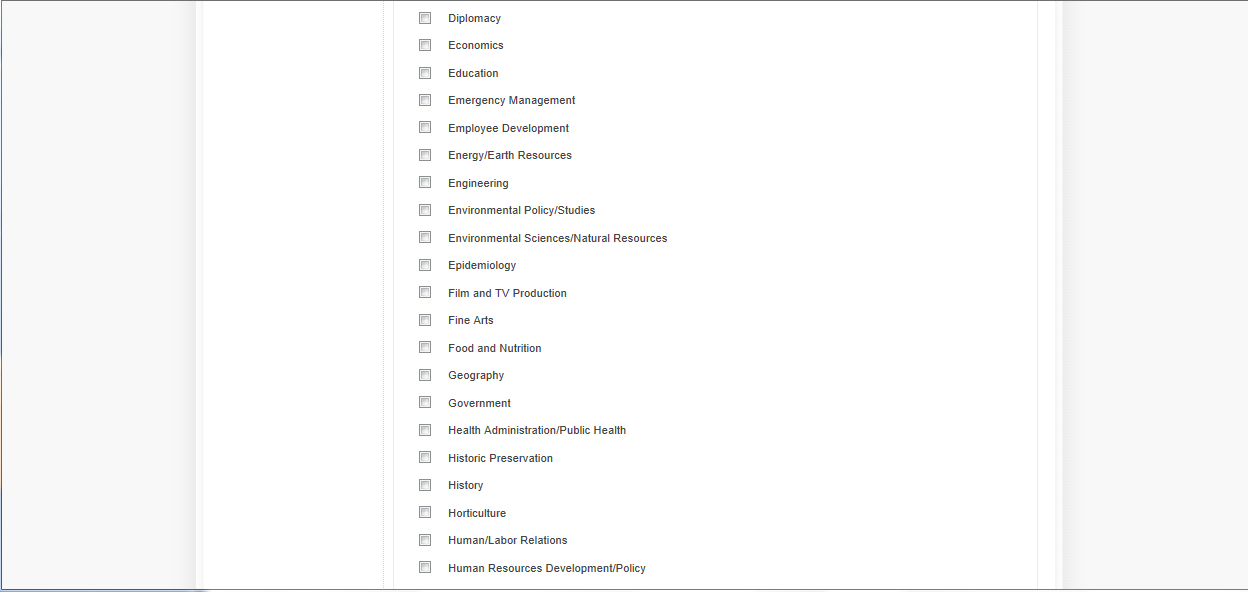 Diplomacy
Economics
Education
Emergency Management
Employee Development
Energy/Earth Resources
Engineering
Environmental Policy/Studies
Environmental Sciences/Natural Resources
Epidemiology
Film and TV Production
Fine Arts
Food and Nutrition
Geography
Government
Health Administration/Public Health
Historic Preservation
History
Horticulture
Human/Labor Relations
Human Resources Development/Policy